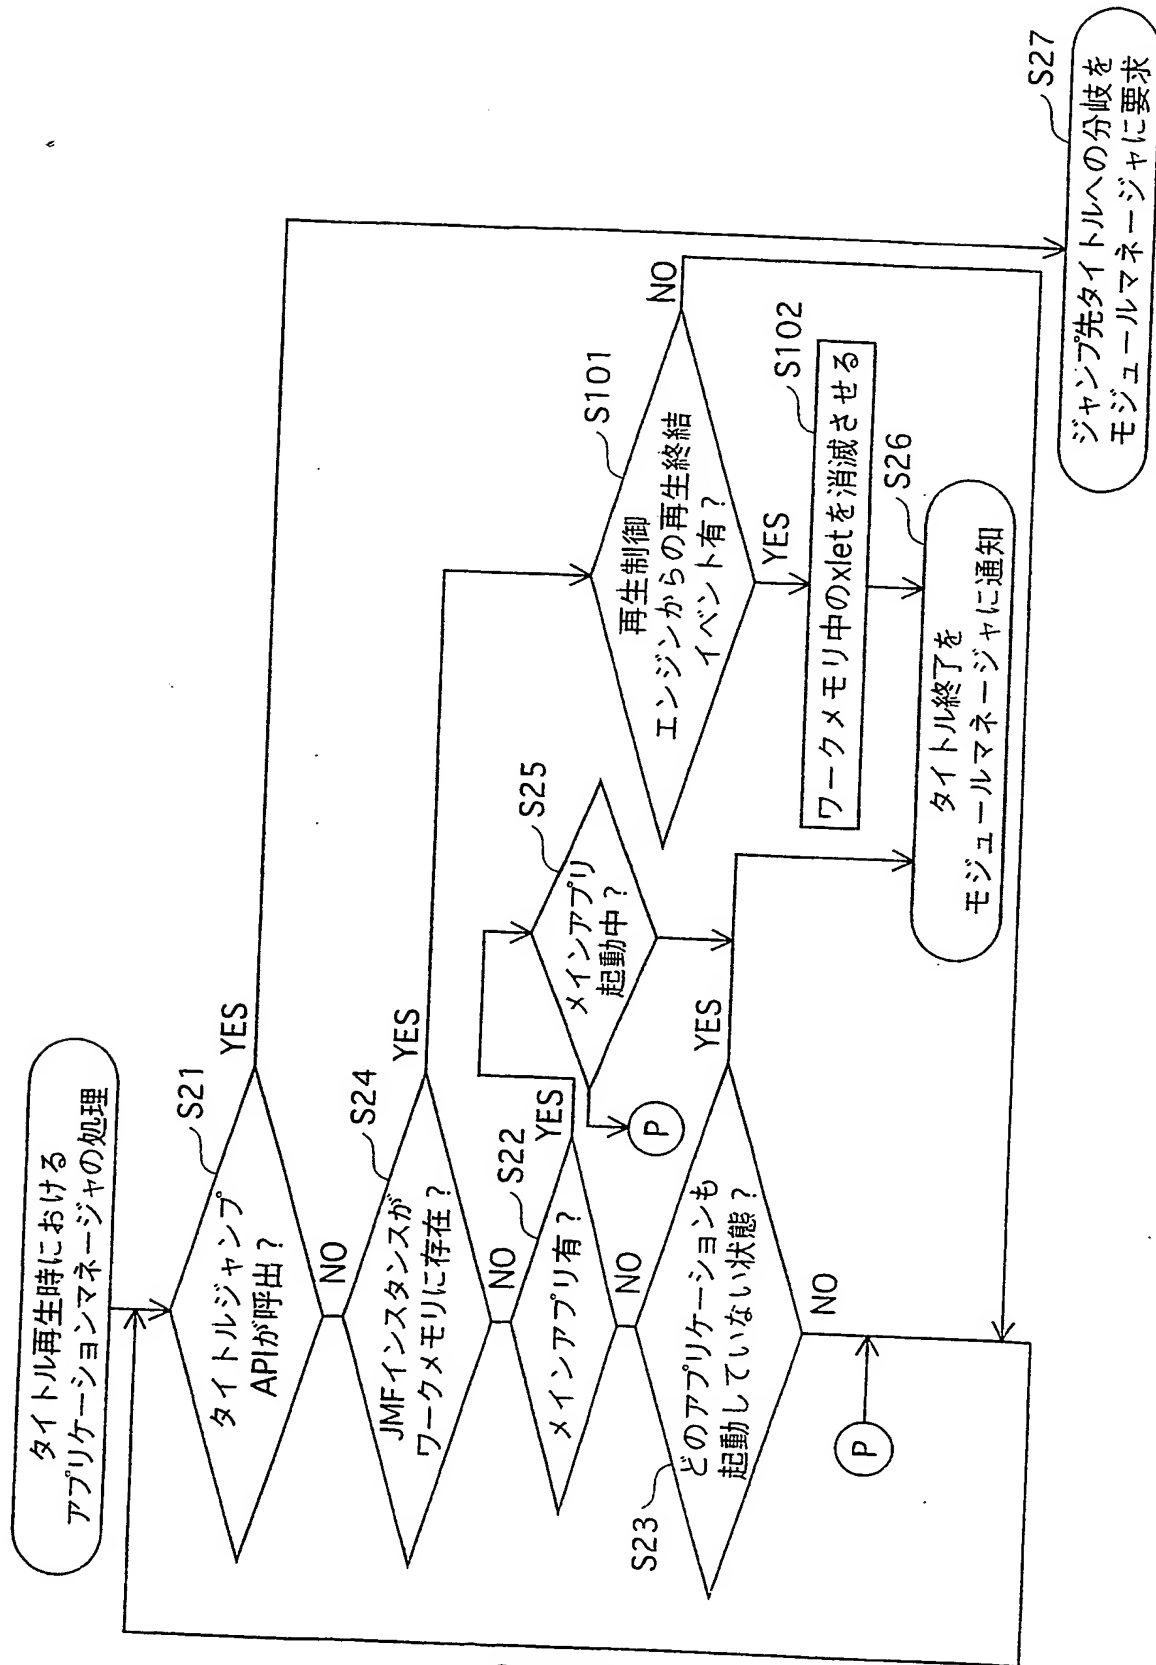 タイトル再生時における
アプリケーションマネージャの処理
S21
タイトルジャンプ
APIが呼出？
YES
NO
S24
JMFインスタンスが
ワークメモリに存在？
YES
NO
S22
メインアプリ有？
YES
NO
S25
メインアプリ
起動中？
P
S23
どのアプリケーションも
起動していない状態？
YES
NO
P
S101
再生制御
エンジンからの再生終結
イベント有？
NO
YES
S102
ワークメモリ中のxletを消滅させる
S26
タイトル終了を
モジュールマネージャに通知
S27
ジャンプ先タイトルへの分岐を
モジュールマネージャに要求